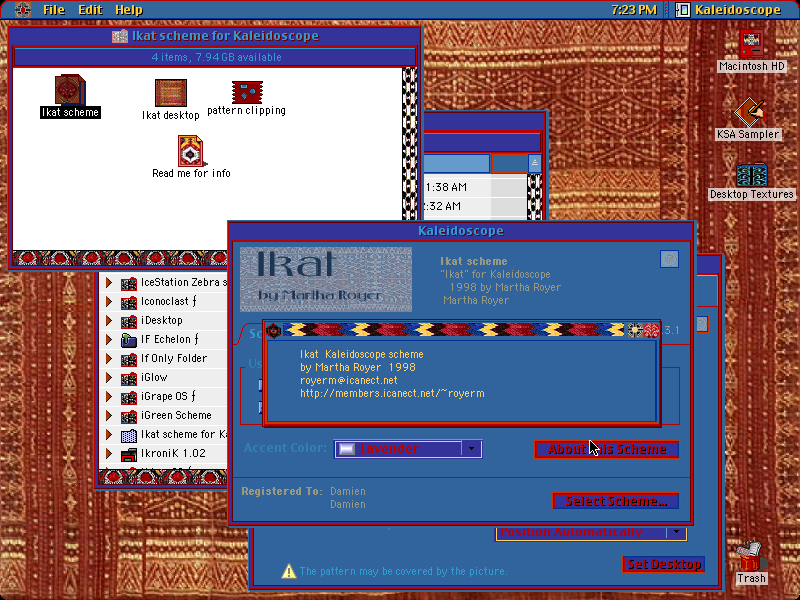 File Edit Help
7:23 PM
Kaleidoscope
Ikat scheme for Kaleidoscope
4 items, 7.94GB available
Ikat scheme
Ikat desktop
pattern clipping
Read me for info
Macintosh HD
KSA Sampler
Desktop Textures
1:38 AM
2:32 AM
Kaleidoscope
Ikat
by Martha Royer
Ikat scheme
"Ikat" for Kaleidoscope
1998 by Martha Royer
Martha Royer
?
3.1
Ikat Kaleidoscope scheme
by Martha Royer 1998
royerm@icanect.net
http://members.icanect.net/~royerm
Accent Color:
Lavender
About this Scheme
Registered To: Damien
Damien
Select Scheme...
IceStation Zebra s
Iconoclast ƒ
iDesktop
IF Echelon ƒ
If Only Folder
iGlow
iGrape OS ƒ
iGreen Scheme
Ikat scheme for Ka
IkroniK 1.02
Position Automatically
The pattern may be covered by the picture.
Set Desktop
Trash